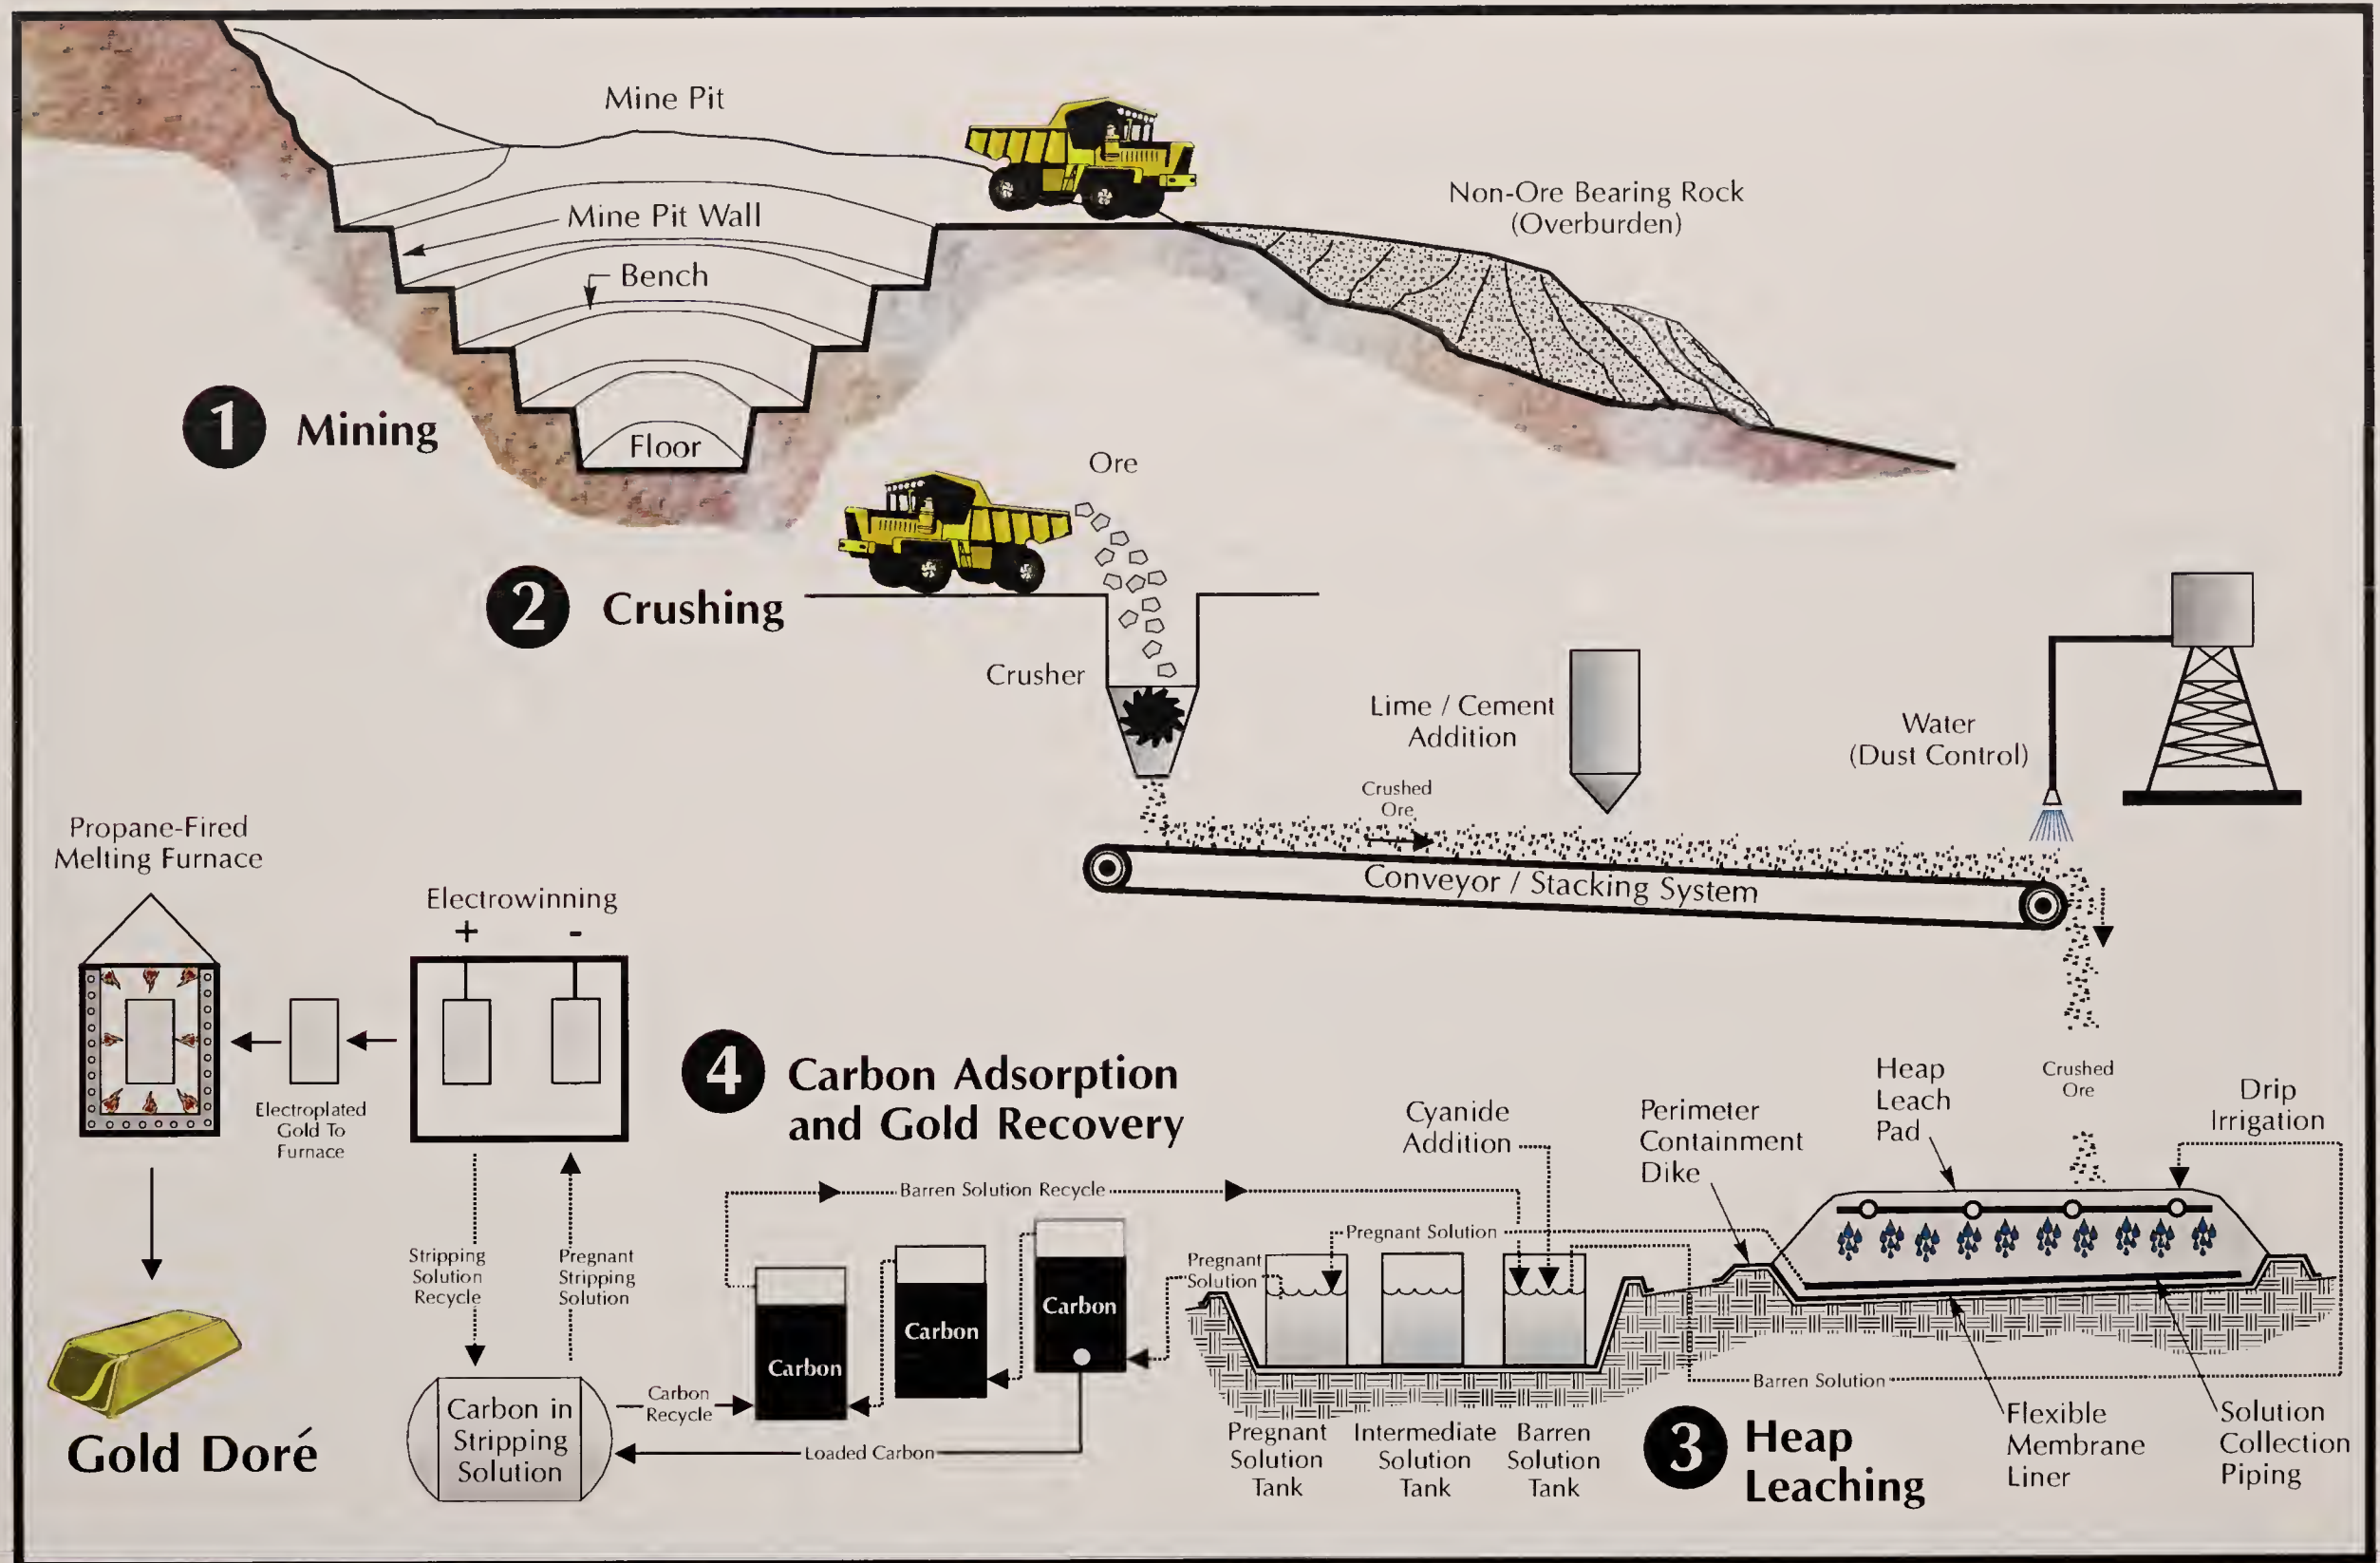 Mine Pit
Mine Pit Wall
Bench
Floor
1 Mining
Non-Ore Bearing Rock
(Overburden)
Ore
2 Crushing
Crusher
Lime / Cement
Addition
Water
(Dust Control)
Crushed
Ore
Conveyor / Stacking System
Propane-Fired
Melting Furnace
Electrowinning
+ -
Electroplated
Gold To
Furnace
4 Carbon Adsorption
and Gold Recovery
Cyanide
Addition
Perimeter
Containment
Dike
Heap
Leach
Pad
Crushed
Ore
Drip
Irrigation
Barren Solution Recycle
Pregnant Solution
Pregnant
Solution
Stripping
Solution
Recycle
Pregnant
Stripping
Solution
Carbon
Carbon
Carbon
Carbon
Recycle
Loaded Carbon
Carbon in
Stripping
Solution
Gold Doré
Barren Solution
Pregnant
Solution
Tank
Intermediate
Solution
Tank
Barren
Solution
Tank
3 Heap
Leaching
Flexible
Membrane
Liner
Solution
Collection
Piping